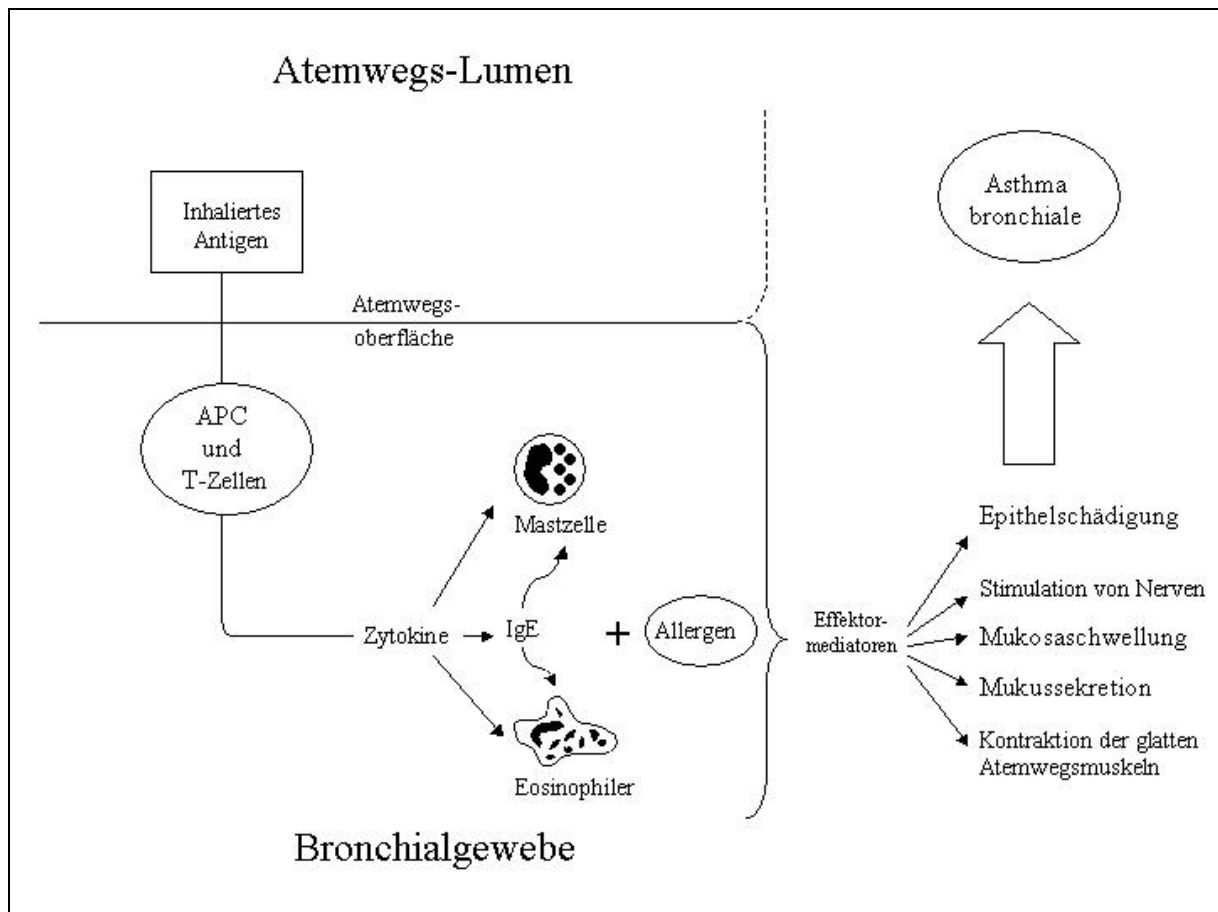 Atemwegs-Lumen
Inhaliertes
Antigen
Asthma
bronchiale
Atemwegs-
oberfläche
APC
und
T-Zellen
Mastzelle
Zytokine
IgE
+
Allergen
Eosinophiler
Effektor-
mediatoren
Epithelschädigung
Stimulation von Nerven
Mukosaschwellung
Mukussekretion
Kontraktion der glatten
Atemwegsmuskeln
Bronchialgewebe